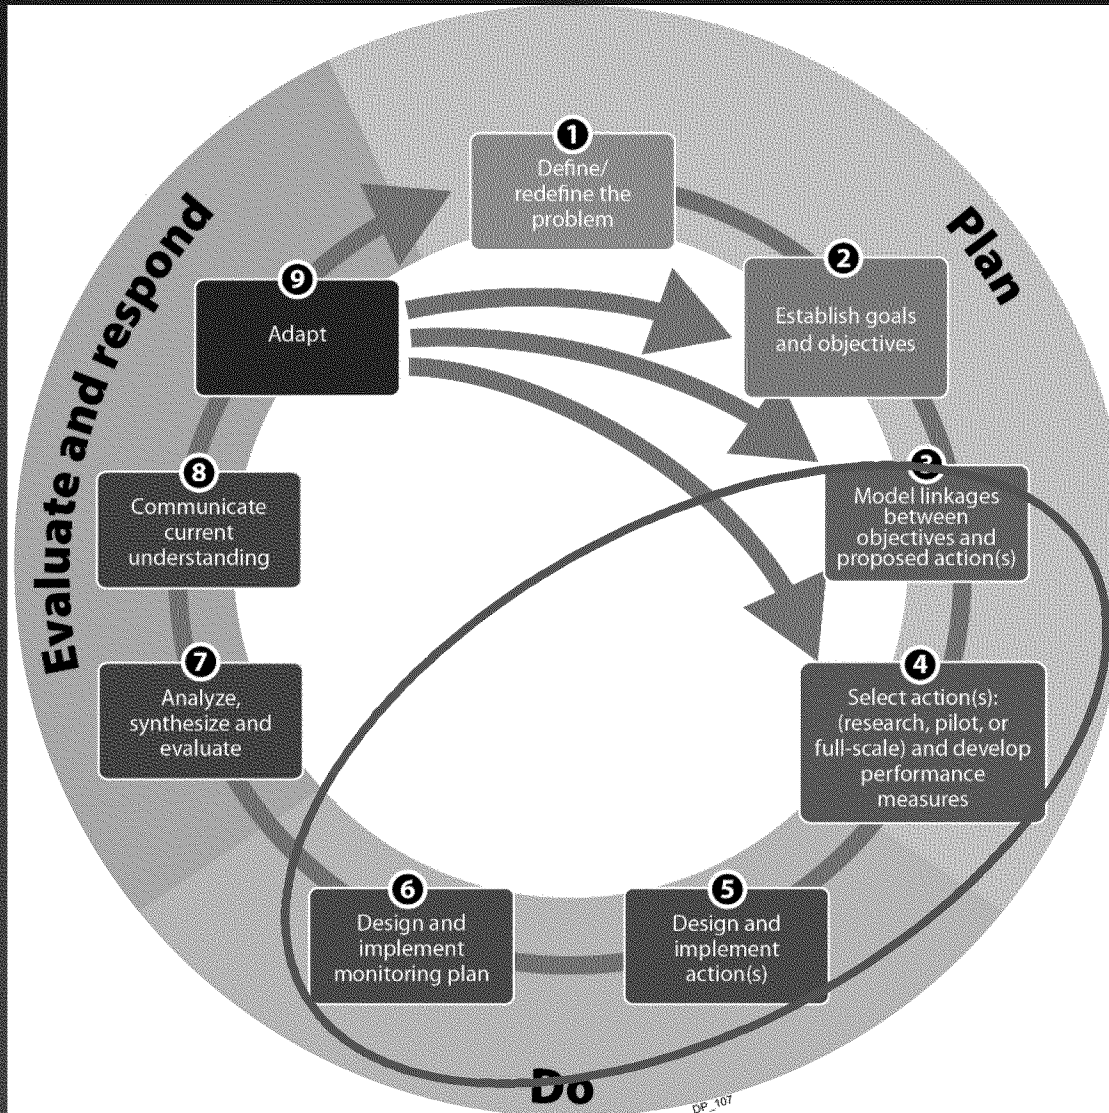 1
Define/
redefine the
problem
2
Establish goals
and objectives
3
Model linkages
between
objectives and
proposed action(s)
4
Select action(s):
(research, pilot, or
full-scale) and develop
performance
measures
5
Design and
implement
action(s)
6
Design and
implement
monitoring plan
7
Analyze,
synthesize and
evaluate
8
Communicate
current
understanding
9
Adapt
Plan
Do
Evaluate and respond
DP_107